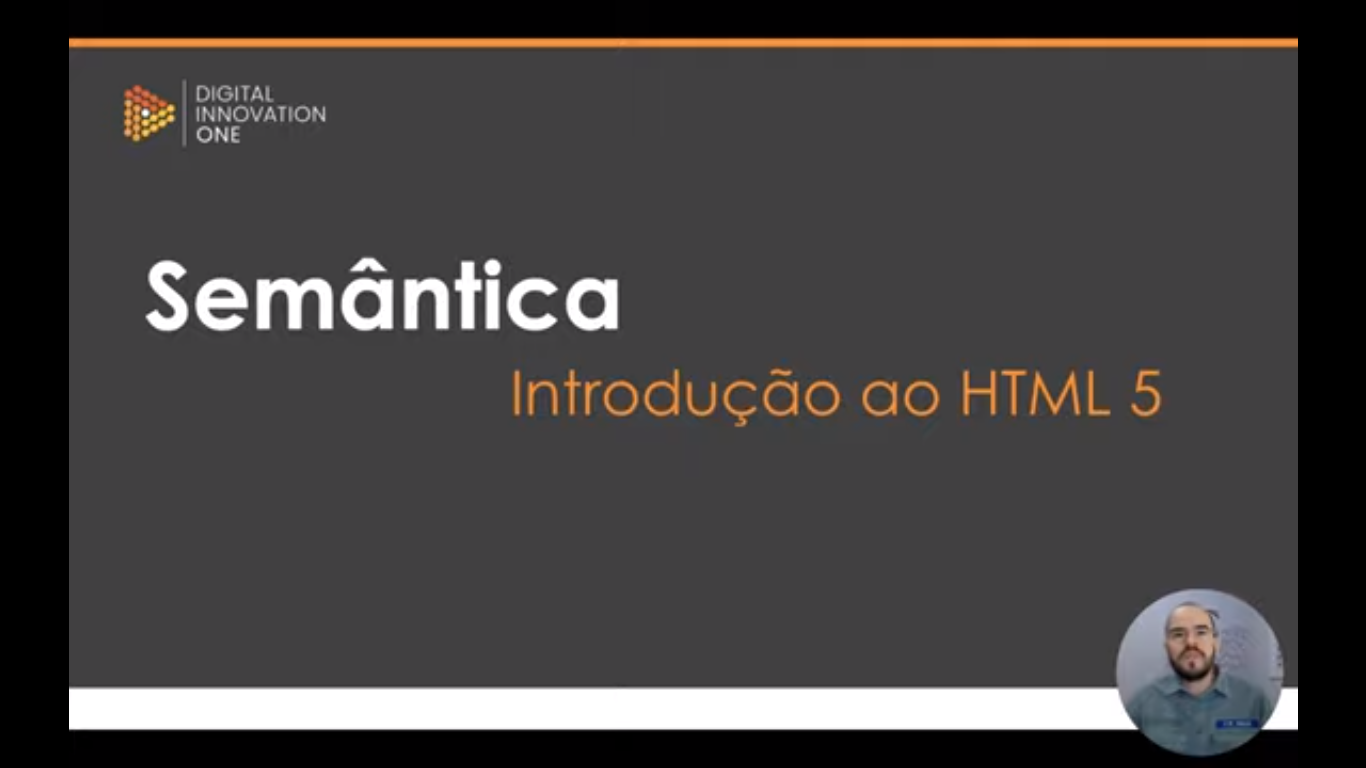 DIGITAL
INNOVATION
ONE
Semântica
Introdução ao HTML 5